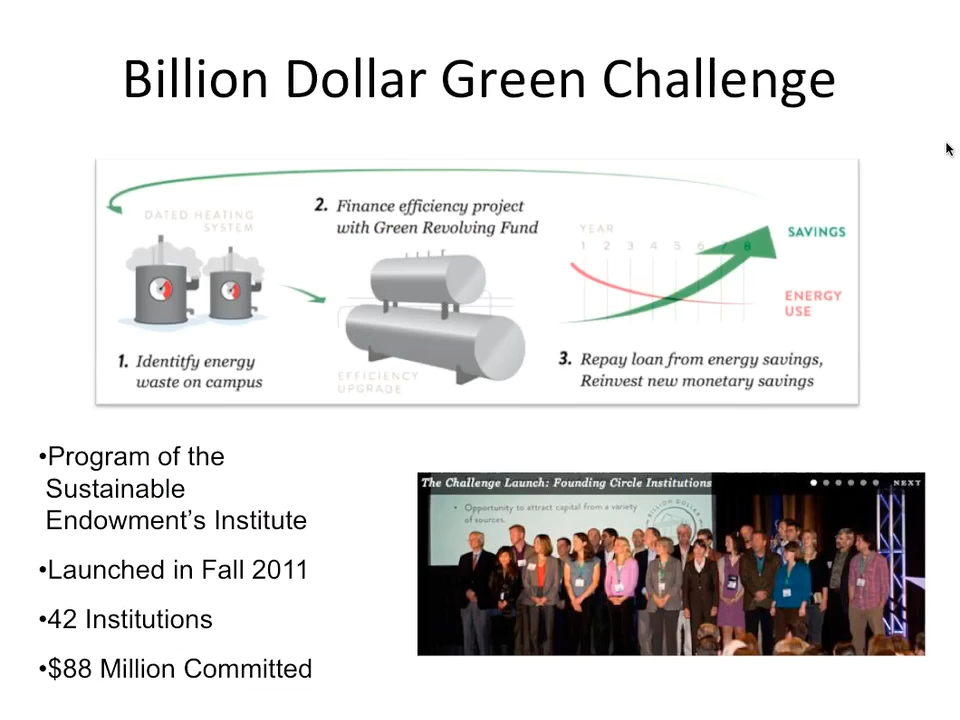 Billion Dollar Green Challenge
DATED HEATING
SYSTEM
2. Finance efficiency project
with Green Revolving Fund
YEAR
1 2 3 4 5 6 7 8
SAVINGS
ENERGY
USE
1. Identitfy energy
waste on campus
EFFICIENCY
UPGRADE
3. Repay loan from energy savings,
Reinvest new monetary savings
•Program of the
Sustainable
Endowment’s Institute
•Launched in Fall 2011
•42 Institutions
•$88 Million Committed
The Challenge Launch: Founding Circle Institutions
NEXT
• Opportunity to attract capital from a variety
of sources.
BILLION DOLLAR